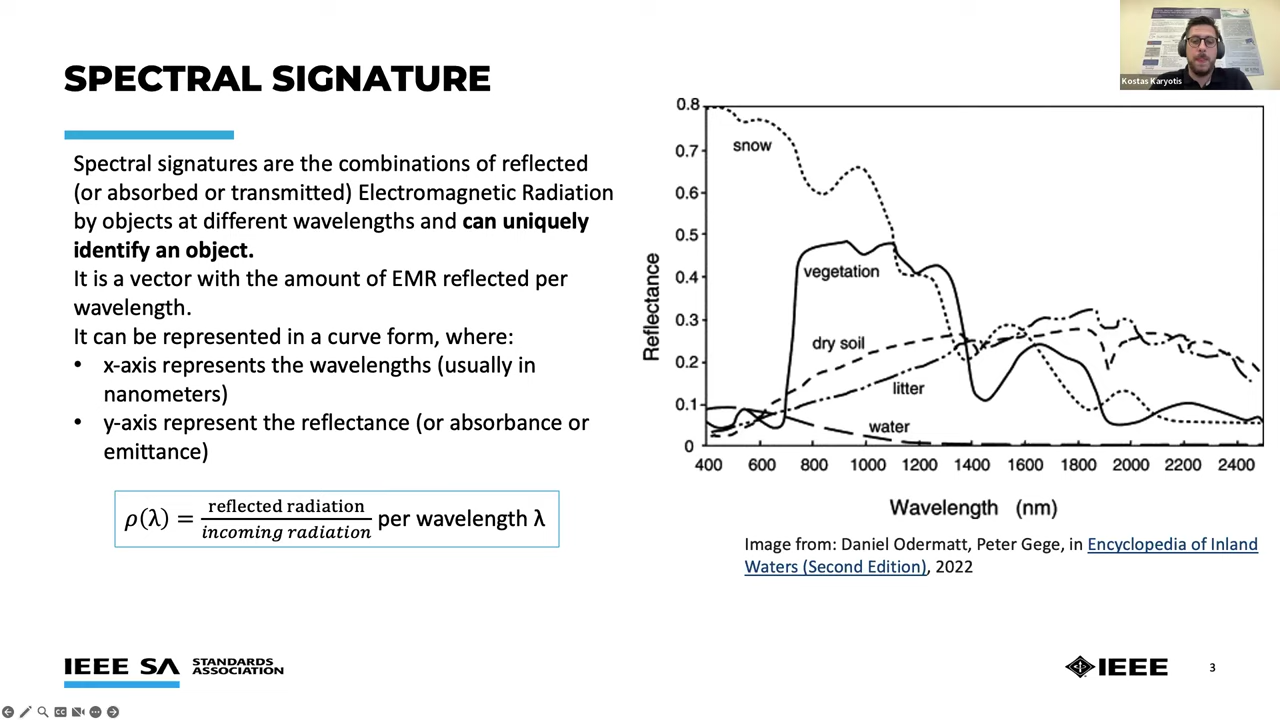 Kostas Karyotis
SPECTRAL SIGNATURE
Spectral signatures are the combinations of reflected
(or absorbed or transmitted) Electromagnetic Radiation
by objects at different wavelengths and can uniquely
identify an object.
It is a vector with the amount of EMR reflected per
wavelength.
It can be represented in a curve form, where:
• x-axis represents the wavelengths (usually in
nanometers)
• y-axis represent the reflectance (or absorbance or
emittance)
ρ(λ) = reflected radiation / incoming radiation per wavelength λ
Reflectance
0.8
0.7
0.6
0.5
0.4
0.3
0.2
0.1
0
snow
vegetation
dry soil
litter
water
400 600 800 1000 1200 1400 1600 1800 2000 2200 2400
Wavelength (nm)
Image from: Daniel Odermatt, Peter Gege, in Encyclopedia of Inland
Waters (Second Edition), 2022
IEEE SA STANDARDS
ASSOCIATION
IEEE
3
CC